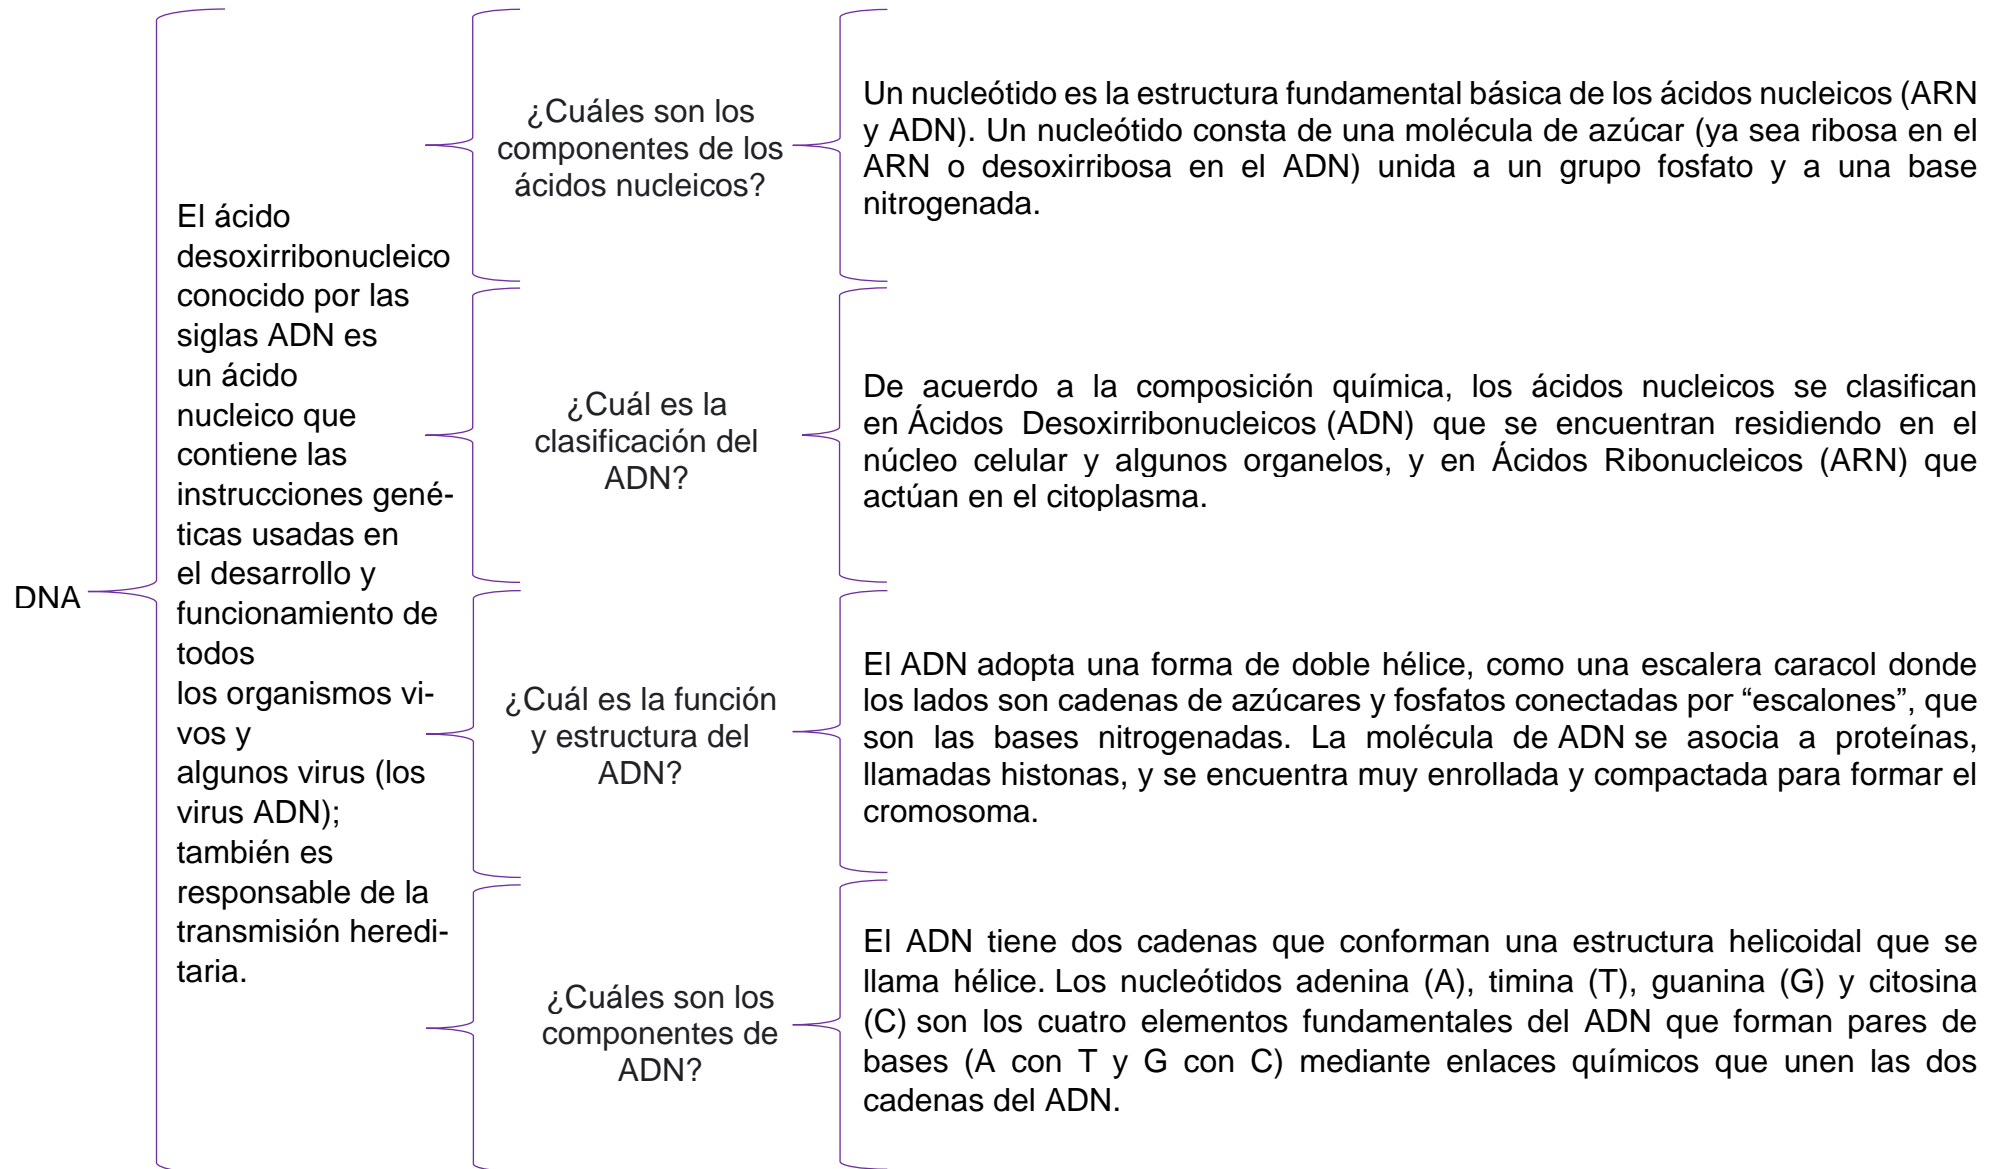 DNA
El ácido
desoxirribonucleico
conocido por las
siglas ADN es
un ácido
nucleico que
contiene las
instrucciones gené-
ticas usadas en
el desarrollo y
funcionamiento de
todos
los organismos vi-
vos y
algunos virus (los
virus ADN);
también es
responsable de la
transmisión heredi-
taria.
¿Cuáles son los
componentes de los
ácidos nucleicos?
Un nucleótido es la estructura fundamental básica de los ácidos nucleicos (ARN
y ADN). Un nucleótido consta de una molécula de azúcar (ya sea ribosa en el
ARN o desoxirribosa en el ADN) unida a un grupo fosfato y a una base
nitrogenada.
¿Cuál es la
clasificación del
ADN?
De acuerdo a la composición química, los ácidos nucleicos se clasifican
en Ácidos Desoxirribonucleicos (ADN) que se encuentran residiendo en el
núcleo celular y algunos organelos, y en Ácidos Ribonucleicos (ARN) que
actúan en el citoplasma.
¿Cuál es la función
y estructura del
ADN?
El ADN adopta una forma de doble hélice, como una escalera caracol donde
los lados son cadenas de azúcares y fosfatos conectadas por “escalones”, que
son las bases nitrogenadas. La molécula de ADN se asocia a proteínas,
llamadas histonas, y se encuentra muy enrollada y compactada para formar el
cromosoma.
¿Cuáles son los
componentes de
ADN?
El ADN tiene dos cadenas que conforman una estructura helicoidal que se
llama hélice. Los nucleótidos adenina (A), timina (T), guanina (G) y citosina
(C) son los cuatro elementos fundamentales del ADN que forman pares de
bases (A con T y G con C) mediante enlaces químicos que unen las dos
cadenas del ADN.